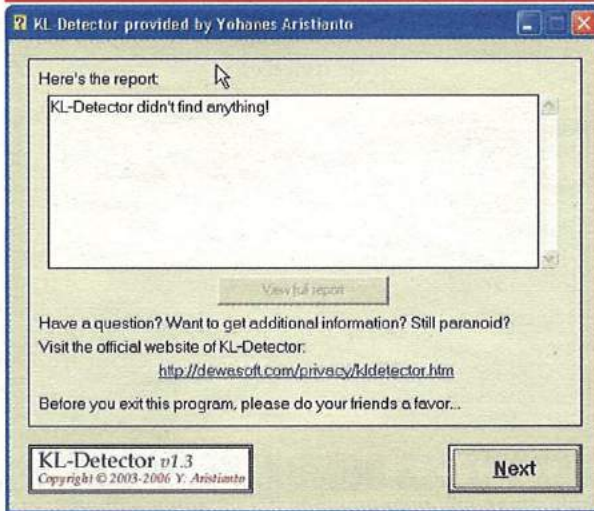 KL-Detector provided by Yohanes Aristianto
Here's the report:
KL-Detector didn't find anything!
View full report
Have a question? Want to get additional information? Still paranoid?
Visit the official website of KL-Detector:
http://dewasoft.com/privacy/kldetector.htm
Before you exit this program, please do your friends a favor...
KL-Detector v1.3
Copyright © 2003-2006 Y. Aristianto
Next